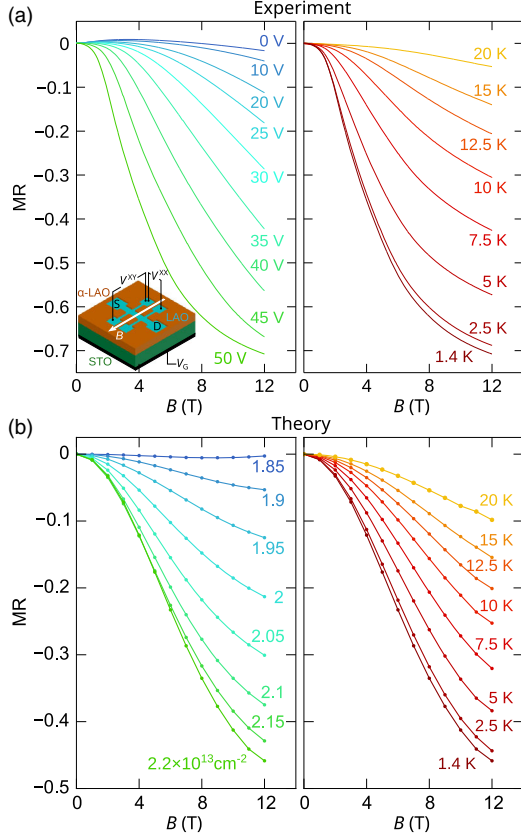 Experiment
(a)
MR
0
−0.1
−0.2
−0.3
−0.4
−0.5
−0.6
−0.7
0 V
10 V
20 V
25 V
30 V
35 V
40 V
45 V
50 V
V^XY
V^XX
α-LAO
S
LAO
B
D
STO
V_G
0 4 8 12
B (T)
20 K
15 K
12.5 K
10 K
7.5 K
5 K
2.5 K
1.4 K
0 4 8 12
B (T)
(b)
Theory
MR
0
−0.1
−0.2
−0.3
−0.4
−0.5
1.85
1.9
1.95
2
2.05
2.1
2.15
2.2×10^13cm^-2
0 4 8 12
B (T)
20 K
15 K
12.5 K
10 K
7.5 K
5 K
2.5 K
1.4 K
0 4 8 12
B (T)